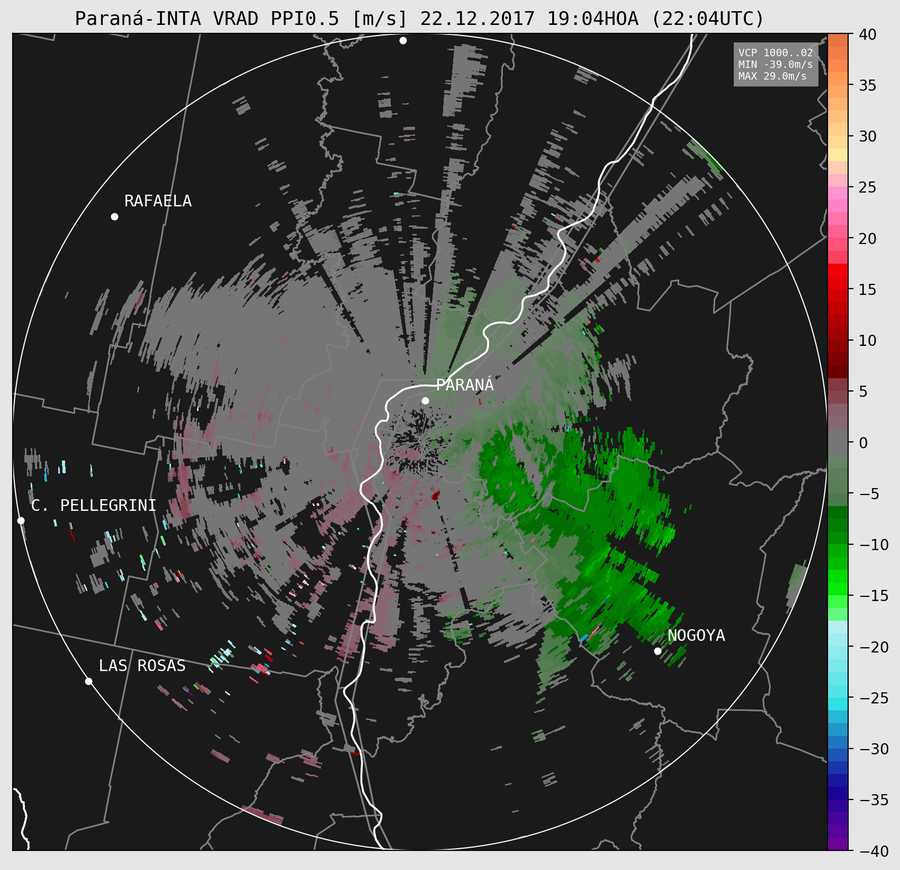 Paraná-INTA VRAD PPI0.5 [m/s] 22.12.2017 19:04HOA (22:04UTC)
VCP 1000..02
MIN -39.0m/s
MAX 29.0m/s
RAFAELA
PARANÁ
C. PELLEGRINI
NOGOYA
LAS ROSAS
40
35
30
25
20
15
10
5
0
−5
−10
−15
−20
−25
−30
−35
−40